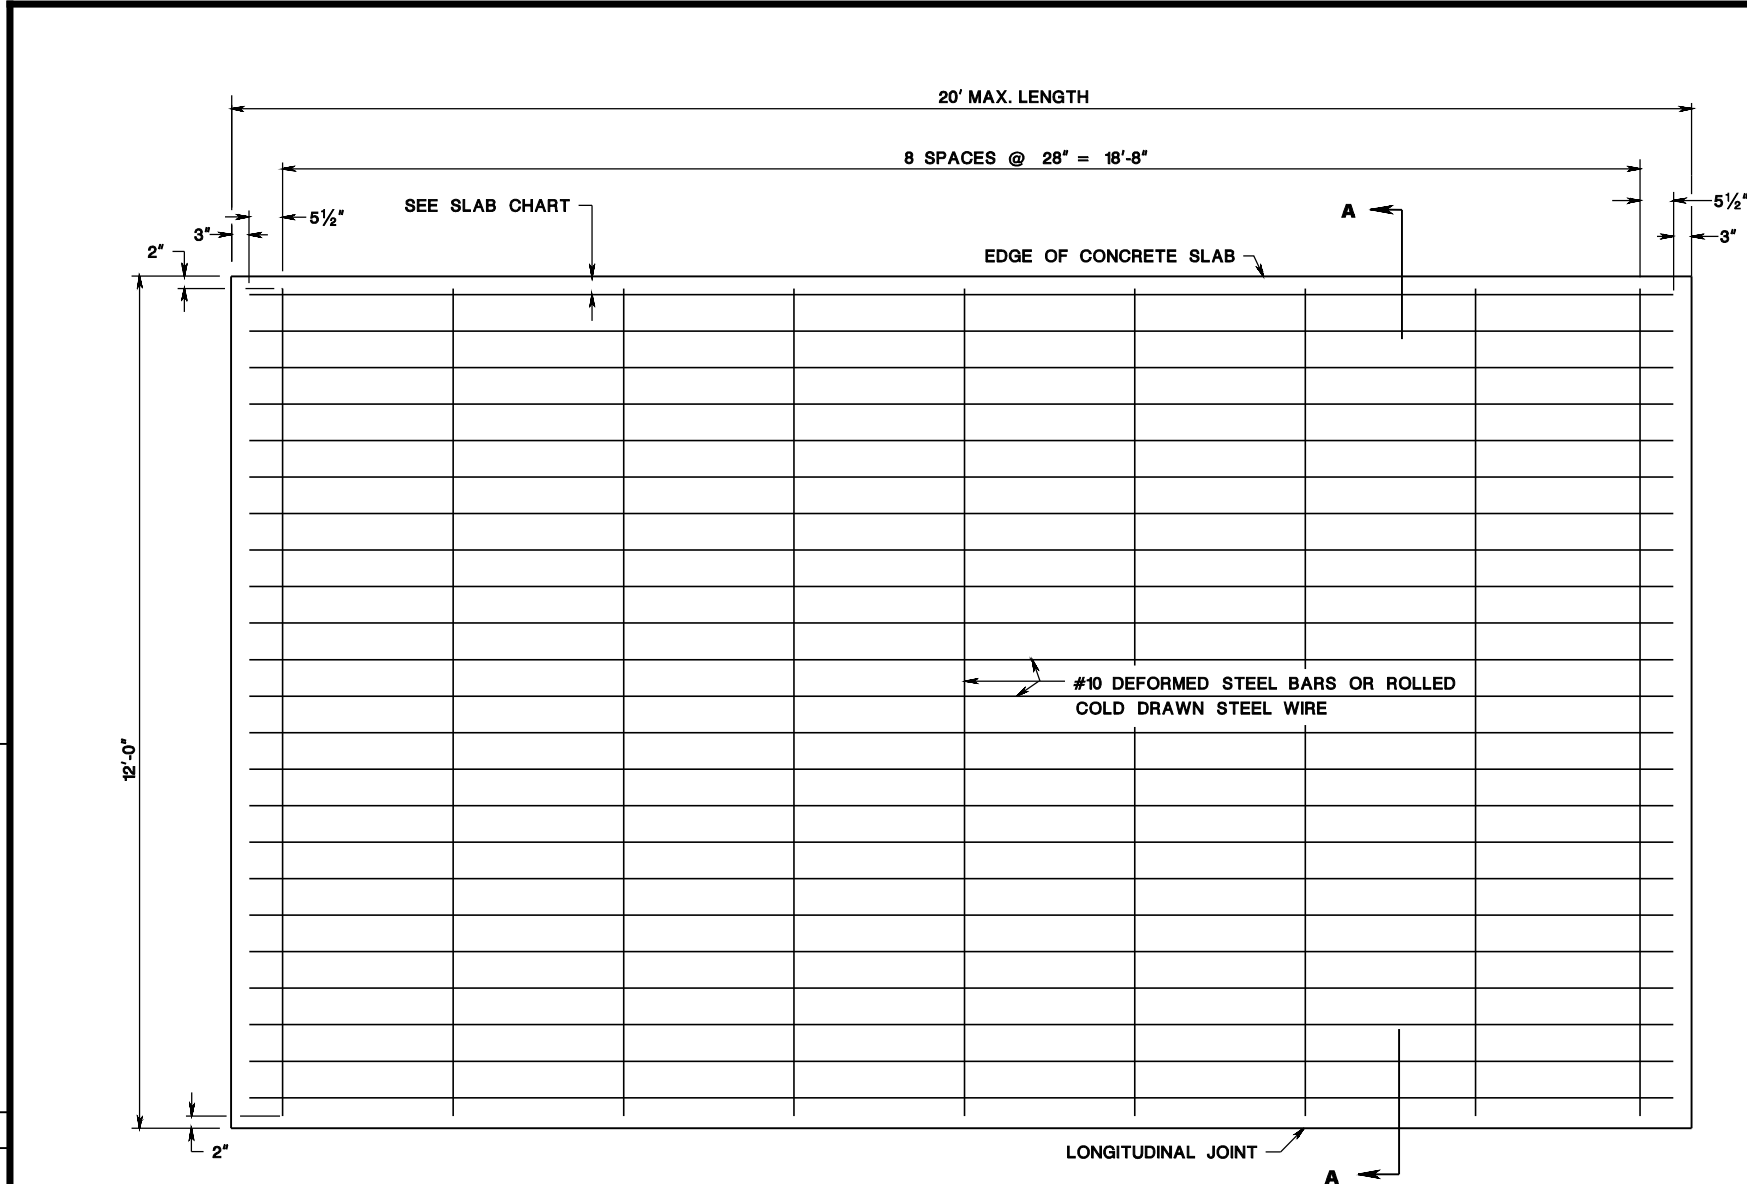 20' MAX. LENGTH
8 SPACES @ 28" = 18'-8"
SEE SLAB CHART
A
5½"
5½"
3"
3"
2"
EDGE OF CONCRETE SLAB
#10 DEFORMED STEEL BARS OR ROLLED
COLD DRAWN STEEL WIRE
12'-0"
2"
LONGITUDINAL JOINT
A